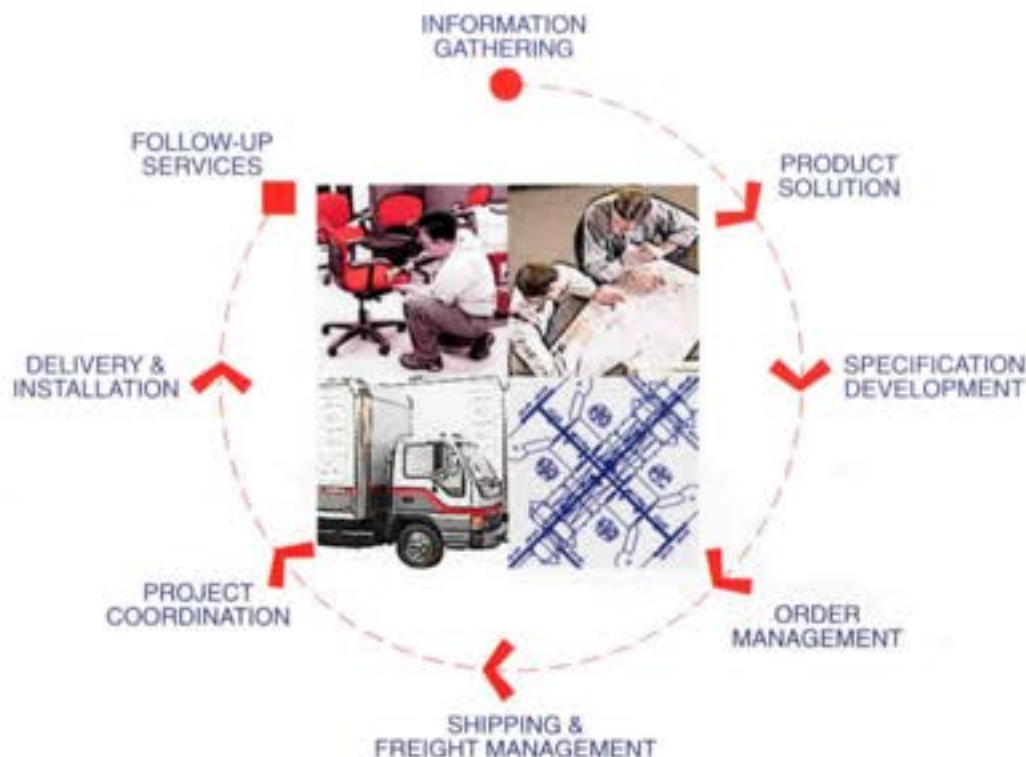 INFORMATION
GATHERING
PRODUCT
SOLUTION
SPECIFICATION
DEVELOPMENT
ORDER
MANAGEMENT
SHIPPING &
FREIGHT MANAGEMENT
PROJECT
COORDINATION
DELIVERY &
INSTALLATION
FOLLOW-UP
SERVICES